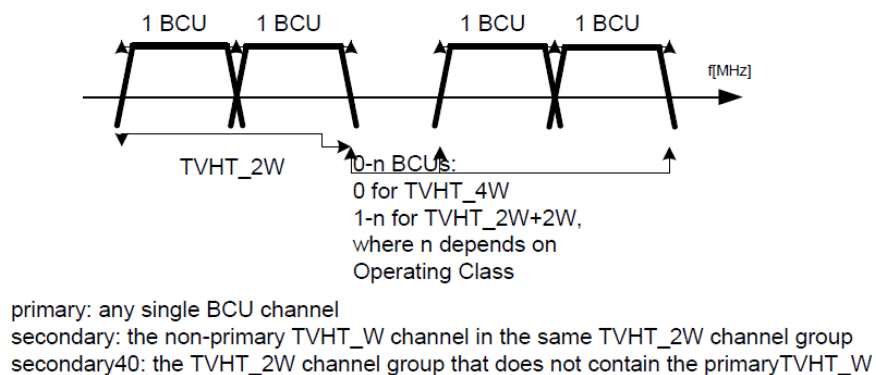 1 BCU 1 BCU 1 BCU 1 BCU
f[MHz]
TVHT_2W
0-n BCUs:
0 for TVHT_4W
1-n for TVHT_2W+2W,
where n depends on
Operating Class
primary: any single BCU channel
secondary: the non-primary TVHT_W channel in the same TVHT_2W channel group
secondary40: the TVHT_2W channel group that does not contain the primaryTVHT_W